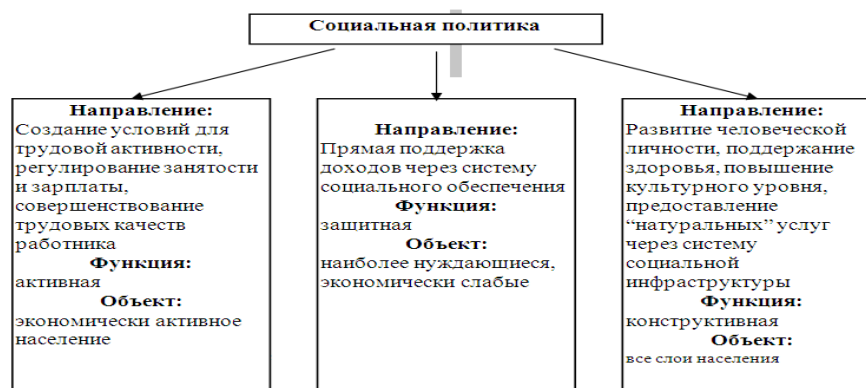 Социальная политика
Направление:
Создание условий для
трудовой активности,
регулирование занятости
и зарплаты,
совершенствование
трудовых качеств
работника
Функция:
активная
Объект:
экономически активное
население
Направление:
Прямая поддержка
доходов через систему
социального обеспечения
Функция:
зашитная
Объект:
наиболее нуждающиеся,
экономически слабые
Направление:
Развитие человеческой
личности, поддержание
здоровья, повышение
культурного уровня,
предоставление
“натуральных” услуг
через систему
социальной
инфраструктуры
Функция:
конструктивная
Объект:
все слои населения